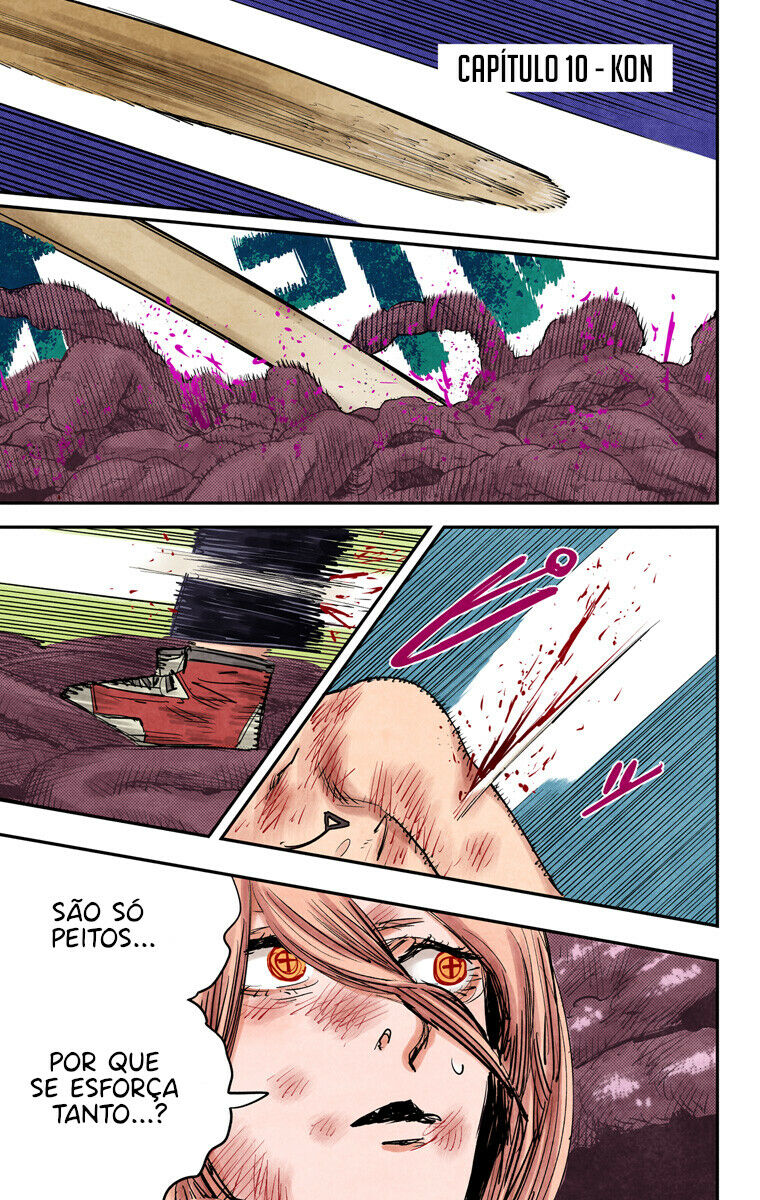 CAPÍTULO 10 - KON
SÃO SÓ
PEITOS...
POR QUE
SE ESFORÇA
TANTO...?